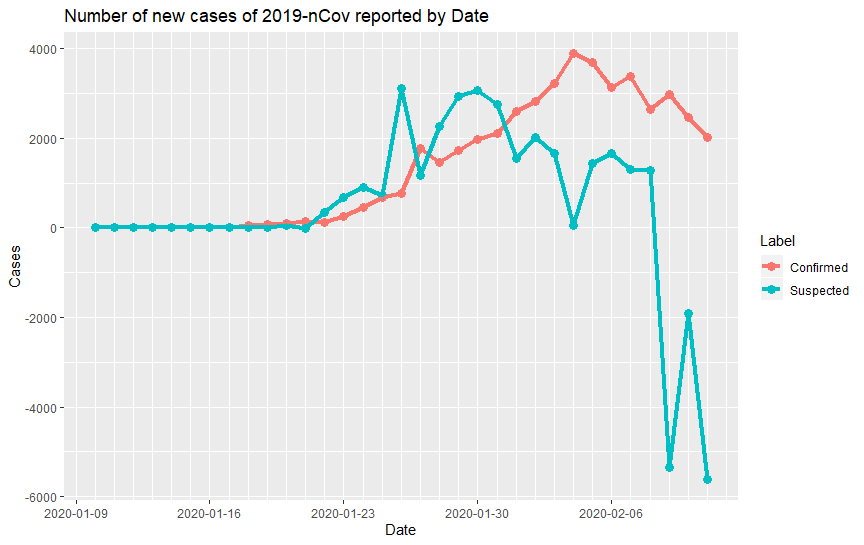 Number of new cases of 2019-nCov reported by Date
4000
2000
0
-2000
-4000
-6000
Cases
2020-01-09 2020-01-16 2020-01-23 2020-01-30 2020-02-06
Date
Label
Confirmed
Suspected